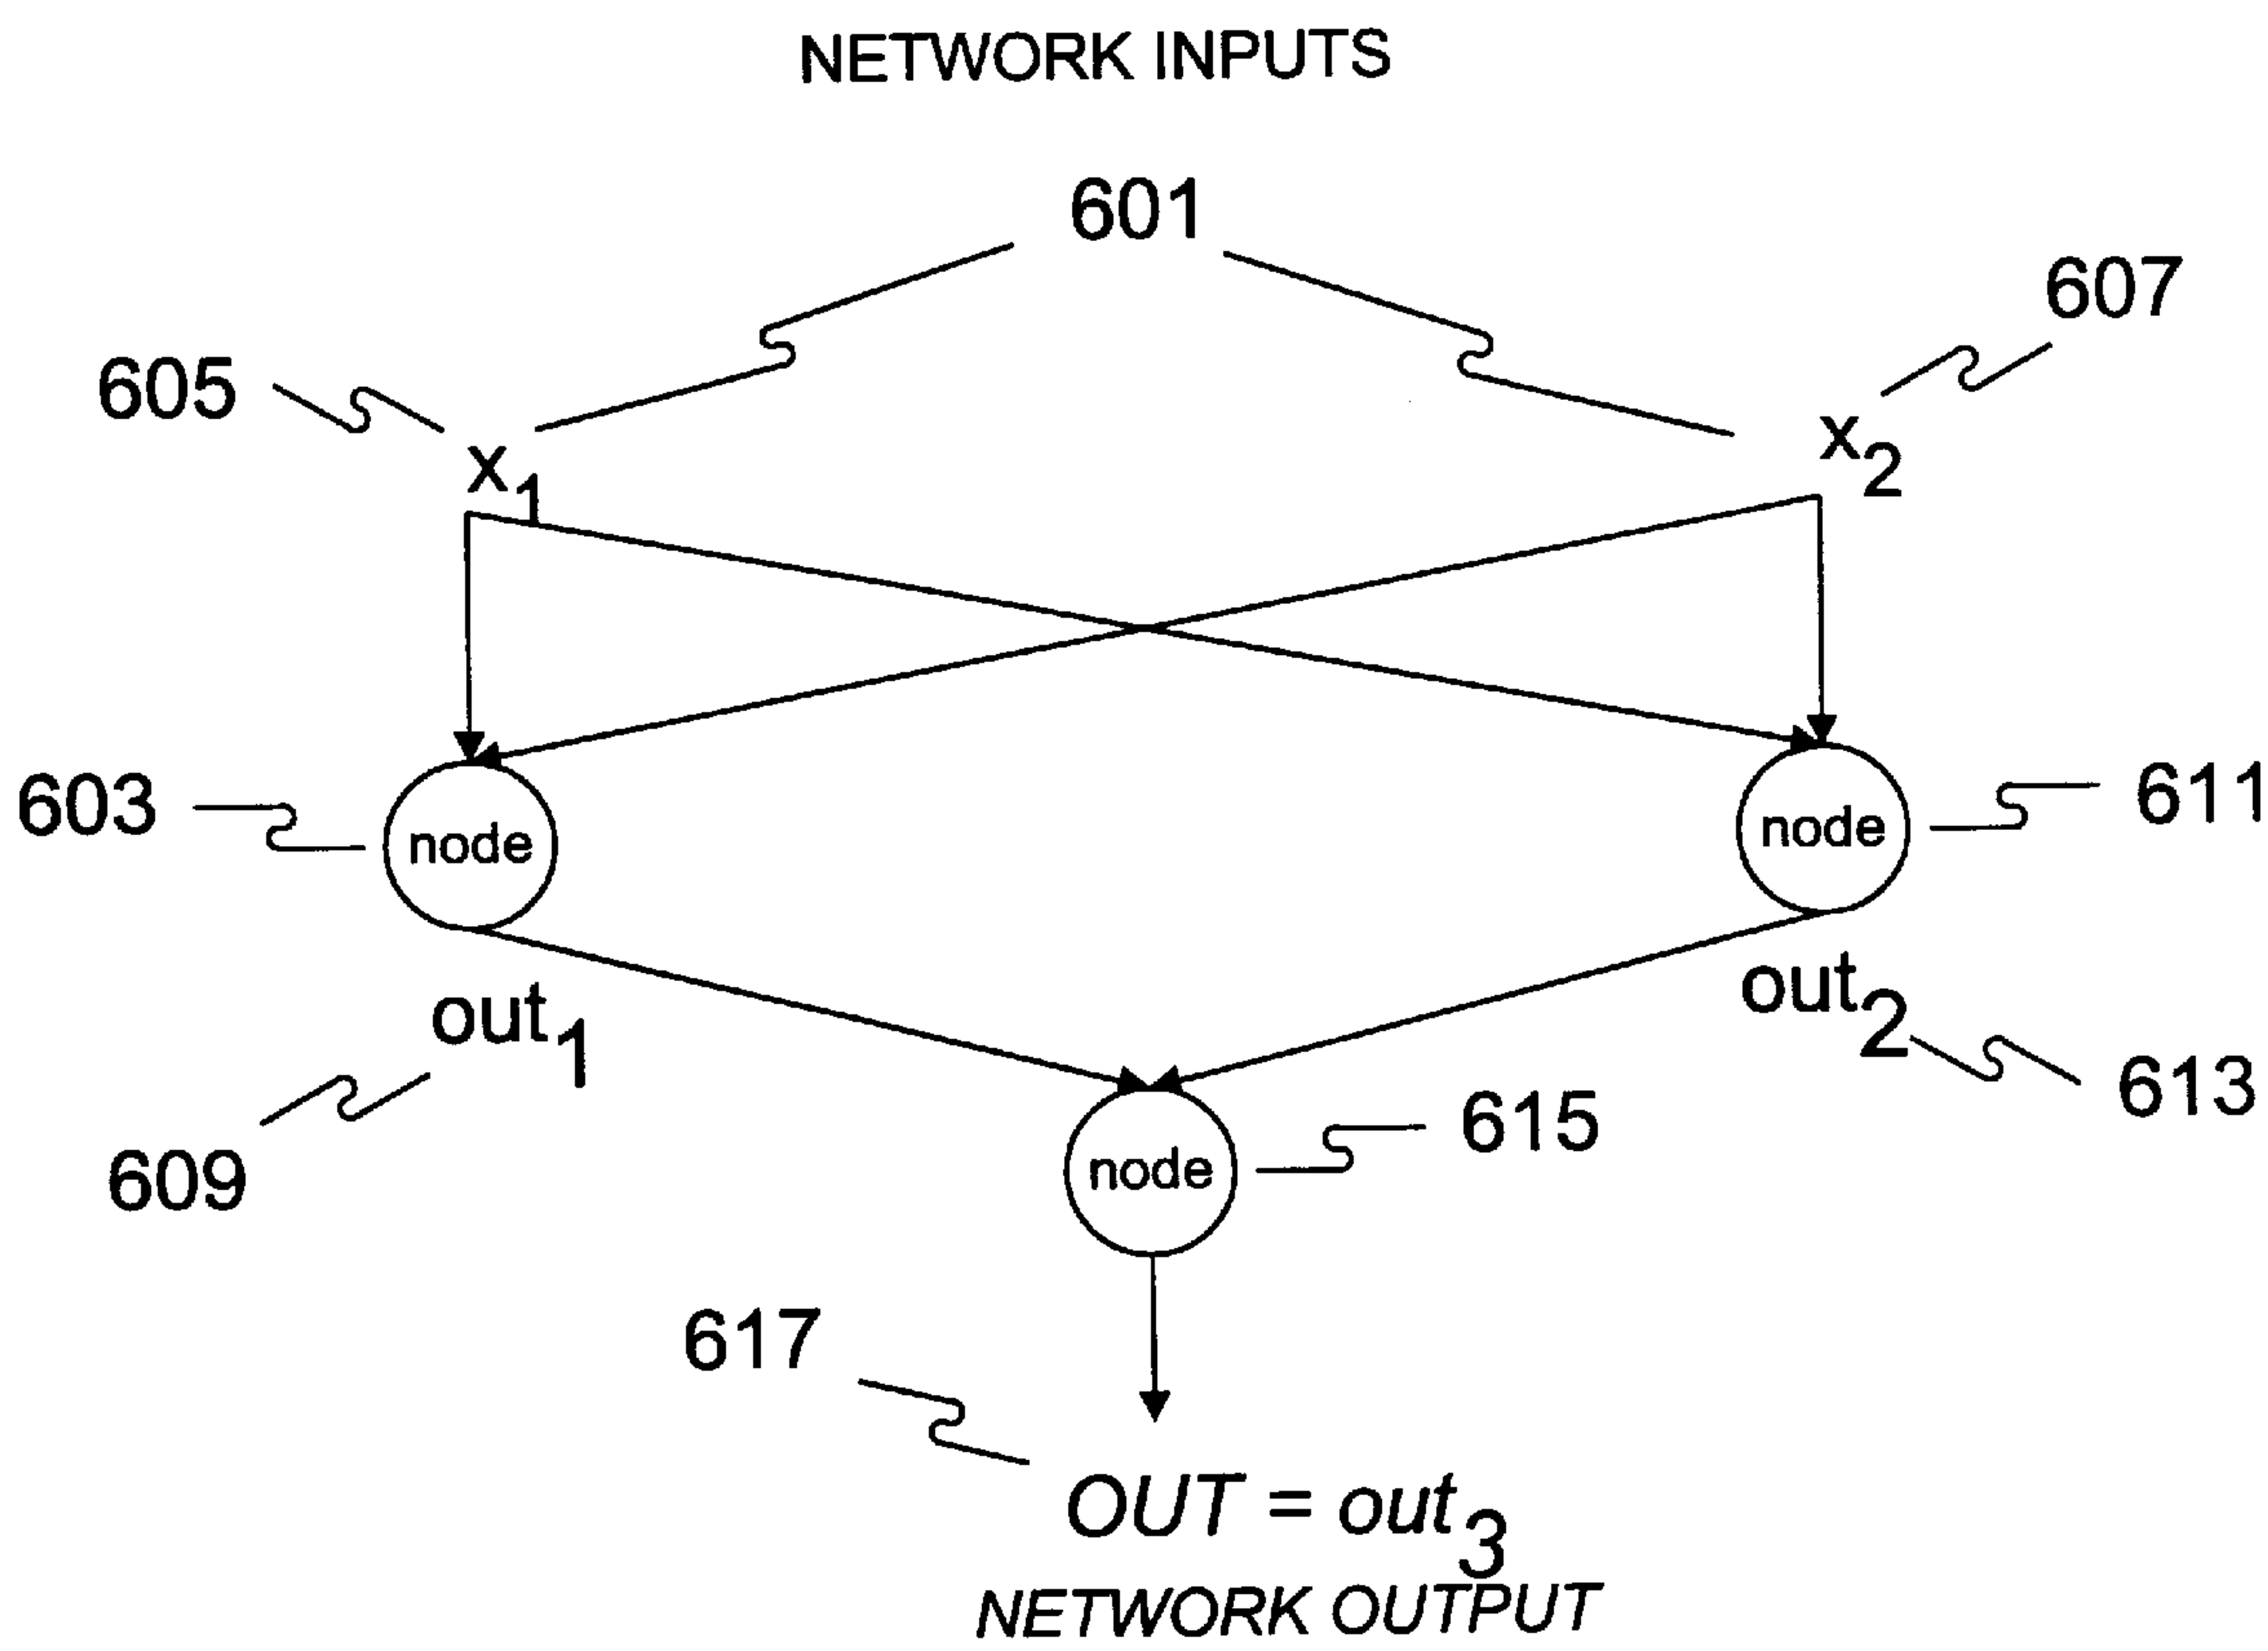 NETWORK INPUTS
601
607
605
x1
x2
603
node
node
611
out1
out2
613
609
node
615
617
OUT = out3
NETWORK OUTPUT